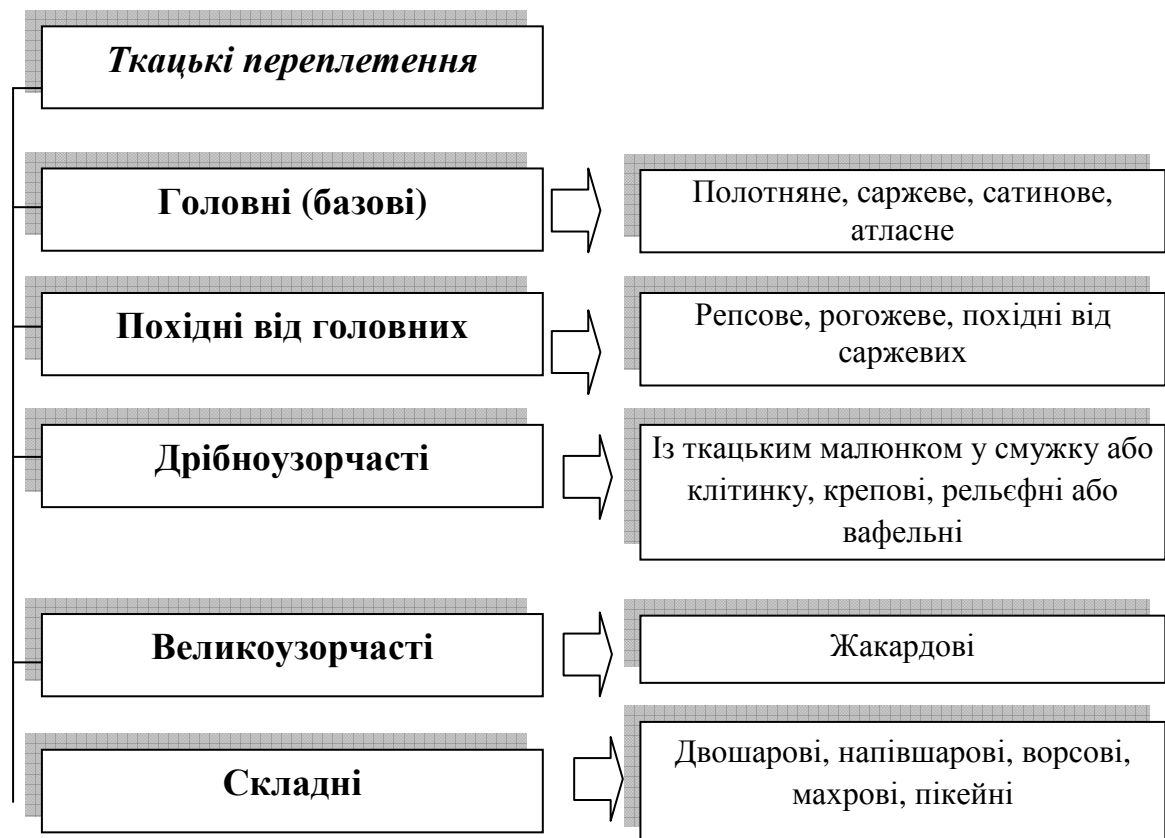 Ткацькі переплетення
Головні (базові)
Полотняне, саржеве, сатинове,
атласне
Похідні від головних
Репсове, рогожеве, похідні від
саржевих
Дрібноузорчасті
Із ткацьким малюнком у смужку або
клітинку, крепові, рельєфні або
вафельні
Великоузорчасті
Жакардові
Складні
Двошарові, напівшарові, ворсові,
махрові, пікейні